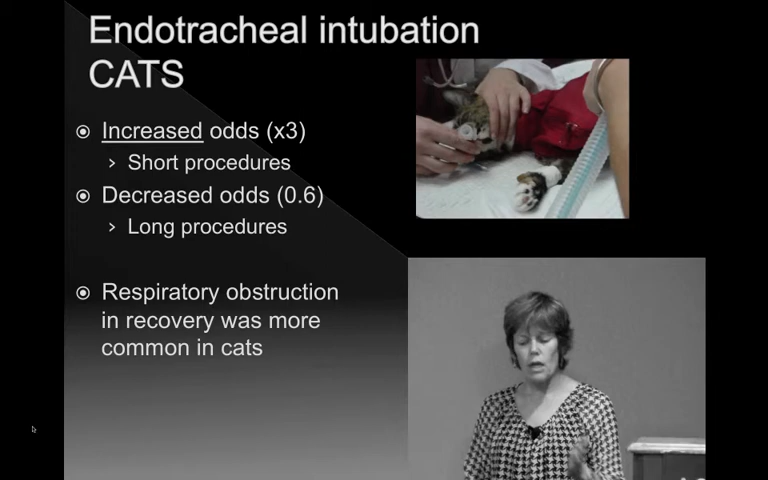 Endotracheal intubation
CATS
Increased odds (x3)
Short procedures
Decreased odds (0.6)
Long procedures
Respiratory obstruction
in recovery was more
common in cats